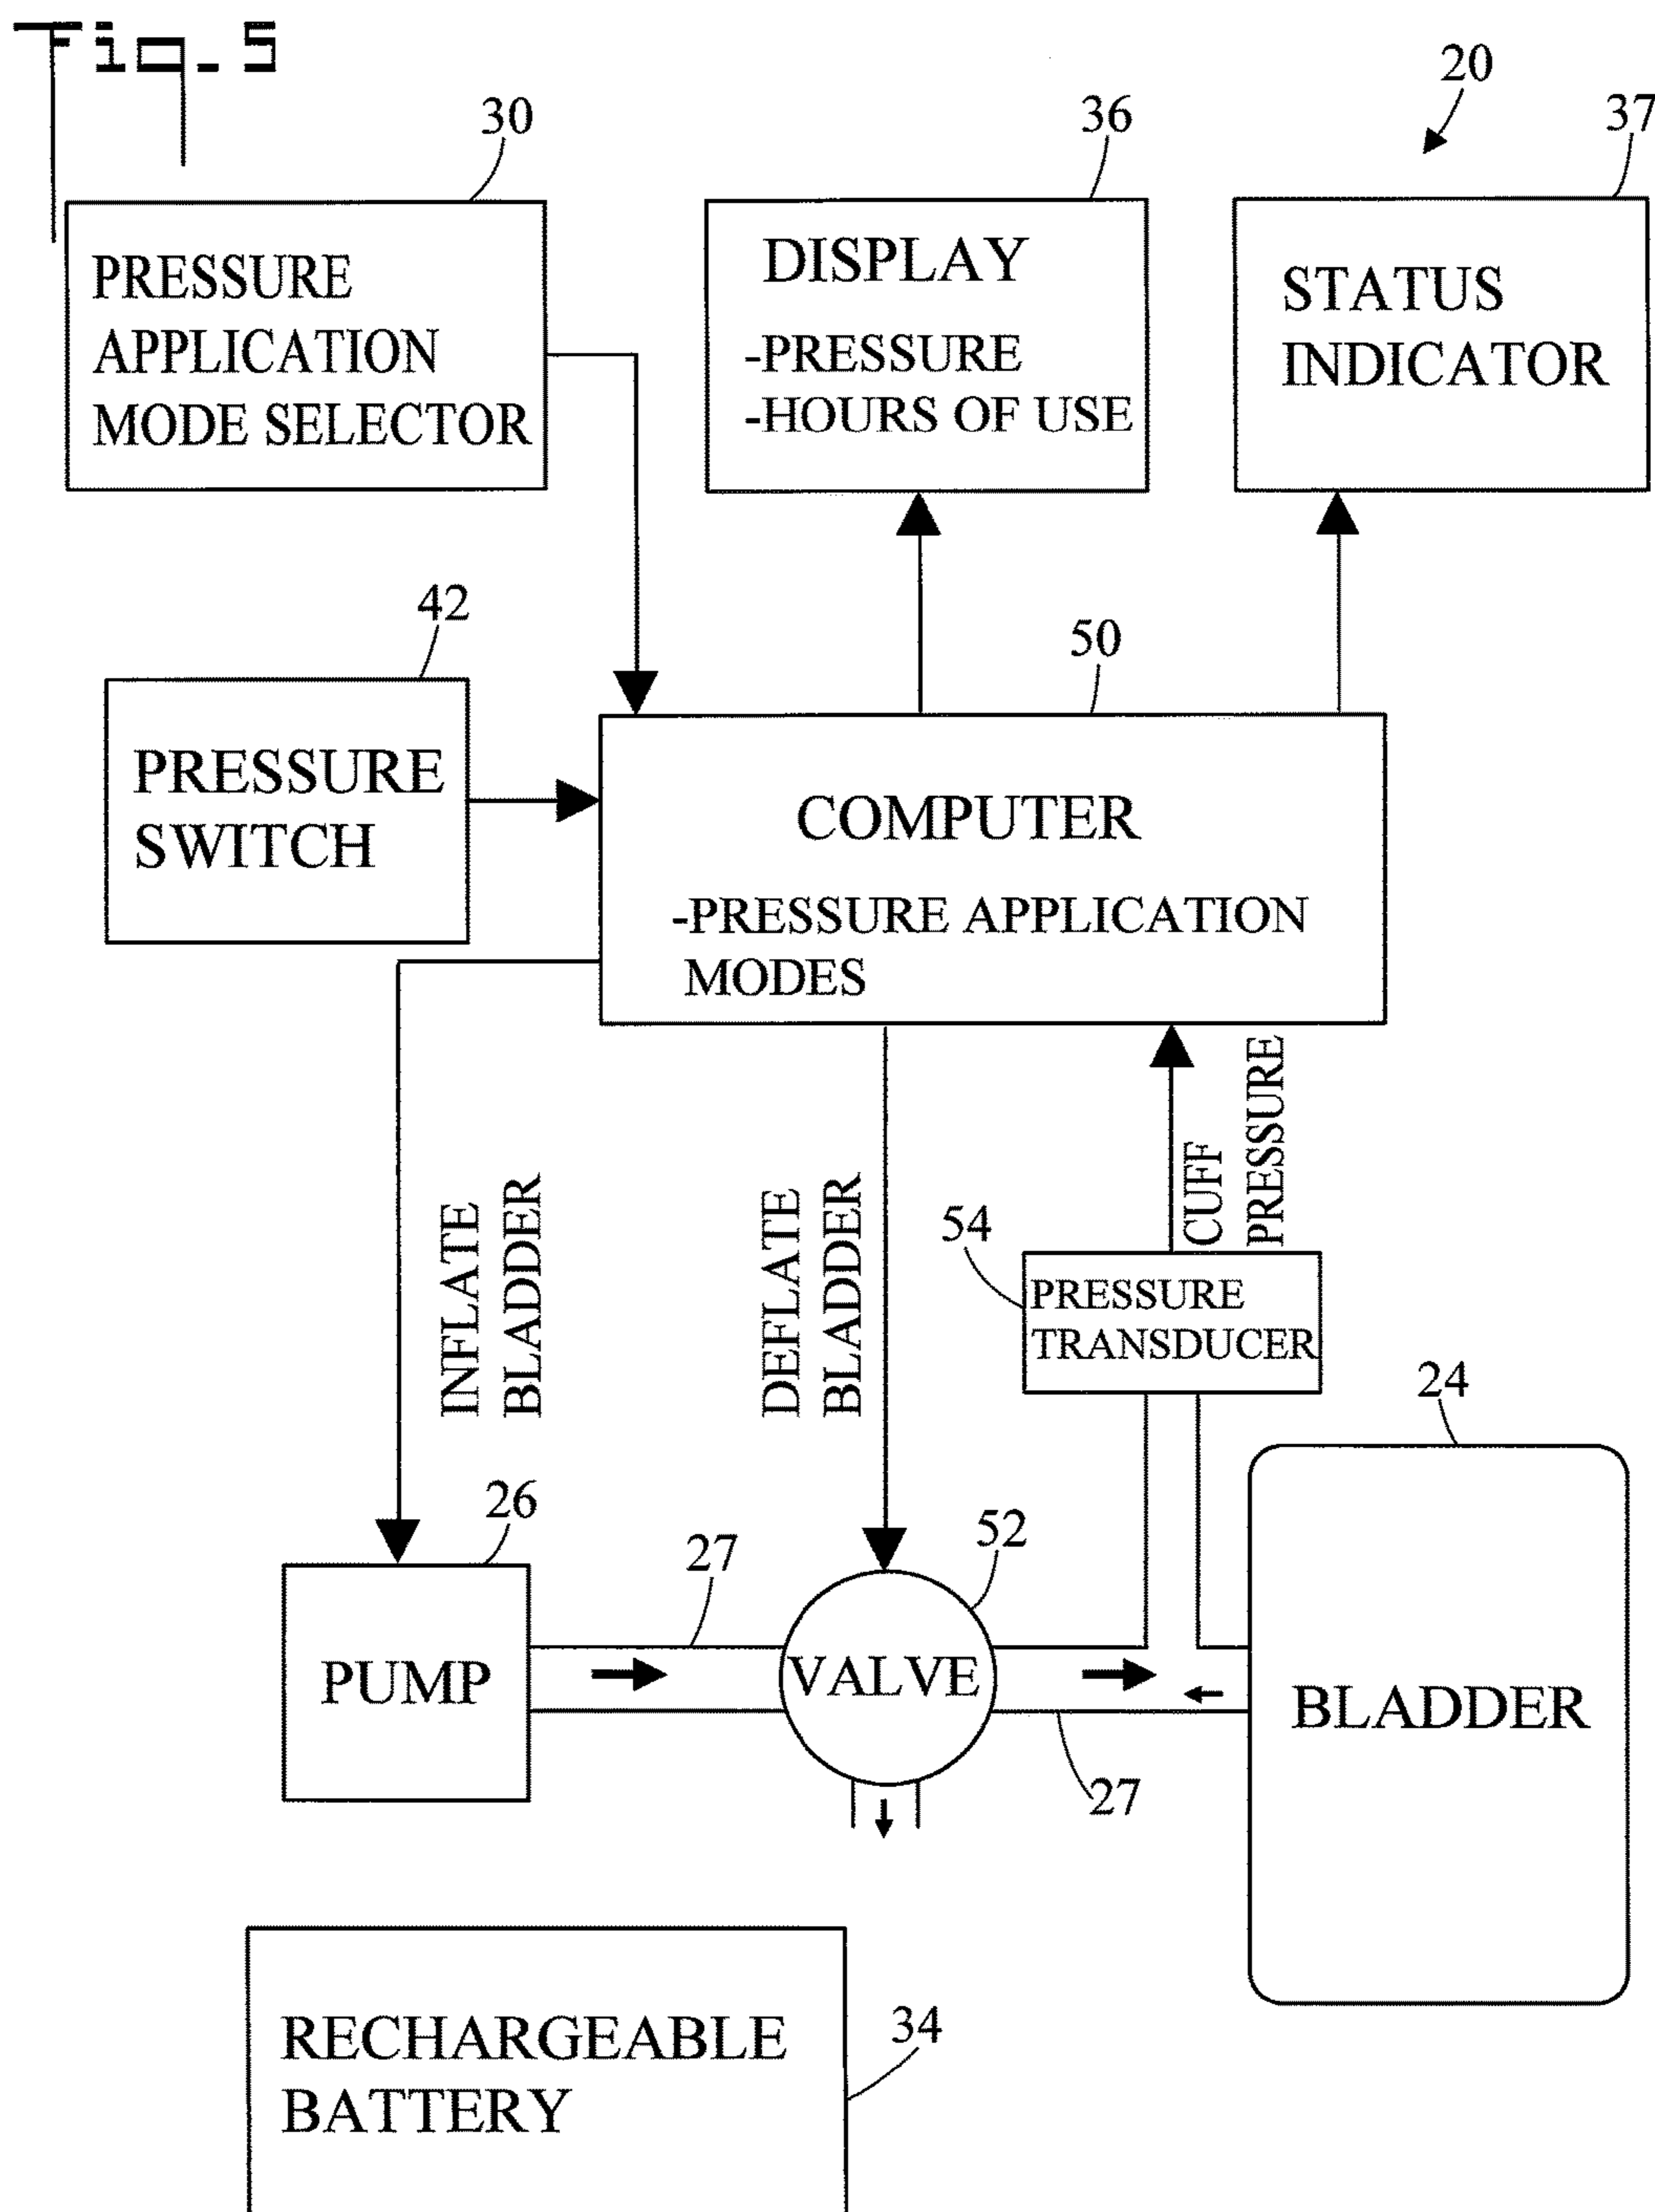 Fig. 5
20
30
36
37
PRESSURE
APPLICATION
MODE SELECTOR
DISPLAY
-PRESSURE
-HOURS OF USE
STATUS
INDICATOR
42
50
PRESSURE
SWITCH
COMPUTER
-PRESSURE APPLICATION
MODES
INFLATE
BLADDER
DEFLATE
BLADDER
CUFF
PRESSURE
54
PRESSURE
TRANSDUCER
24
26
27
52
PUMP
VALVE
BLADDER
27
RECHARGEABLE
BATTERY
34